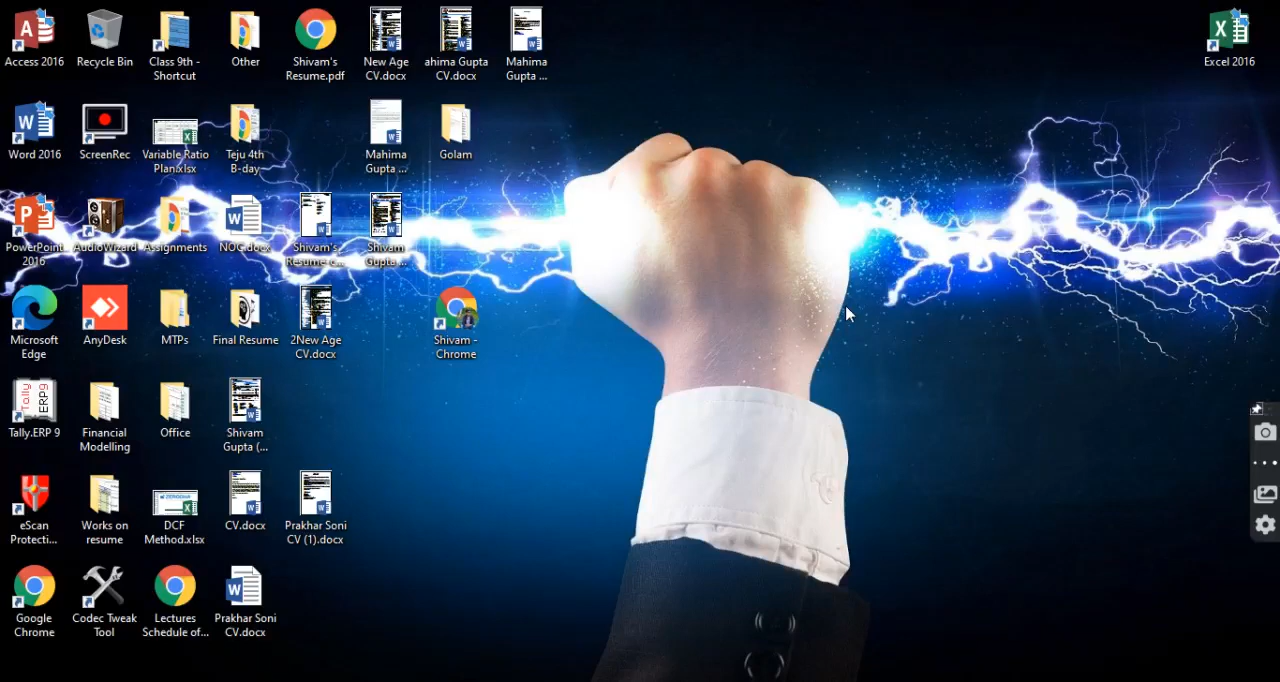 Access 2016
Recycle Bin
Class 9th -
Shortcut
Other
Shivam's
Resume.pdf
New Age
CV.docx
ahima Gupta
CV.docx
Mahima
Gupta ...
Excel 2016
Word 2016
ScreenRec
Variable Ratio
Plan.xlsx
Teju 4th
B-day
Mahima
Gupta ...
Golam
PowerPoint
2016
AudioWizard
Assignments
NOC.docx
Shivam's
Resume-c...
Shivam
Gupta ...
Microsoft
Edge
AnyDesk
MTPs
Final Resume
2New Age
CV.docx
Shivam -
Chrome
Tally.ERP 9
Financial
Modelling
Office
Shivam
Gupta (...
eScan
Protecti...
Works on
resume
DCF
Method.xlsx
CV.docx
Prakhar Soni
CV (1).docx
Google
Chrome
Codec Tweak
Tool
Lectures
Schedule of...
Prakhar Soni
CV.docx